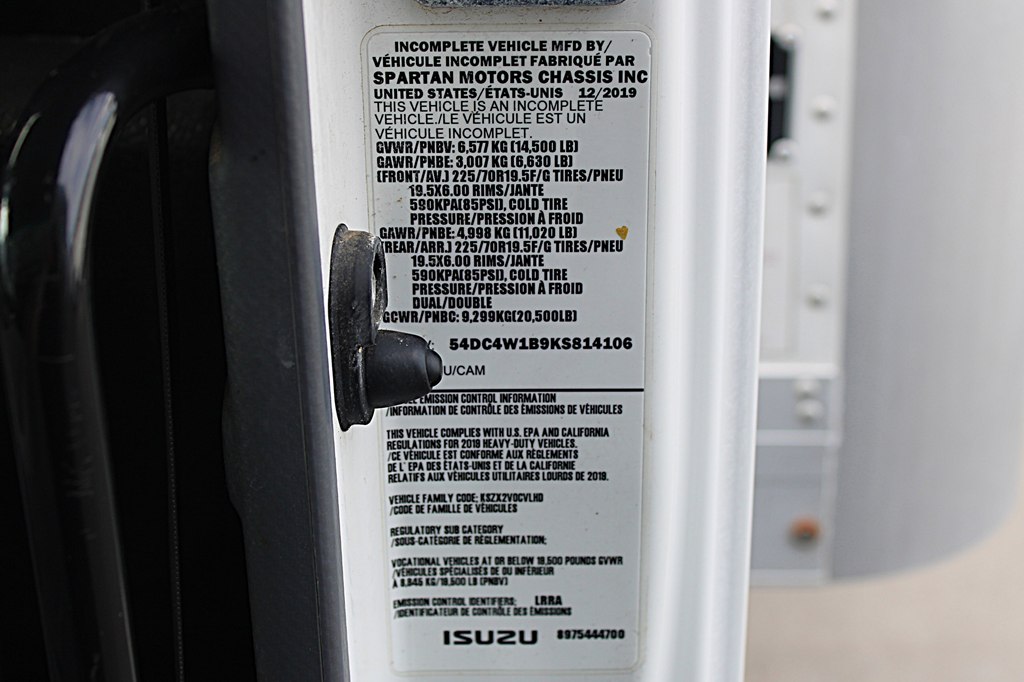 INCOMPLETE VEHICLE MFD BY/
VÉHICULE INCOMPLET FABRIQUÉ PAR
SPARTAN MOTORS CHASSIS INC
UNITED STATES/ÉTATS-UNIS 12/2019
THIS VEHICLE IS AN INCOMPLETE
VEHICLE./LE VÉHICULE EST UN
VÉHICULE INCOMPLET.
GVWR/PNBV: 6,577 KG (14,500 LB)
GAWR/PNBE: 3,007 KG (6,630 LB)
(FRONT/AV.) 225/70R19.5F/G TIRES/PNEU
19.5X6.00 RIMS/JANTE
590KPA(85PSI), COLD TIRE
PRESSURE/PRESSION À FROID
GAWR/PNBE: 4,998 KG (11,020 LB)
(REAR/ARR.) 225/70R19.5F/G TIRES/PNEU
19.5X6.00 RIMS/JANTE
590KPA(85PSI), COLD TIRE
PRESSURE/PRESSION À FROID
DUAL/DOUBLE
GCWR/PNBC: 9,299KG(20,500LB)
54DC4W1B9KS814106
U/CAM
EMISSION CONTROL INFORMATION
/INFORMATION DE CONTRÔLE DES ÉMISSIONS DE VÉHICULES
THIS VEHICLE COMPLIES WITH U.S. EPA AND CALIFORNIA
REGULATIONS FOR 2019 HEAVY-DUTY VEHICLES.
/CE VÉHICULE EST CONFORME AUX RÈGLEMENTS
DE L' EPA DES ÉTATS-UNIS ET DE LA CALIFORNIE
RELATIFS AUX VÉHICULES UTILITAIRES LOURDS DE 2019.
VEHICLE FAMILY CODE: KSZX2VOCVLHD
/CODE DE FAMILLE DE VÉHICULES
REGULATORY SUB CATEGORY
/SOUS-CATÉGORIE DE RÉGLEMENTATION:
VOCATIONAL VEHICLES AT OR BELOW 19,500 POUNDS GVWR
/VÉHICULES SPÉCIALISÉS DE OU INFÉRIEUR
À 8,845 KG/19,500 LB (PNBV)
EMISSION CONTROL IDENTIFIERS: LRRA
/IDENTIFICATEUR DE CONTRÔLE DES ÉMISSIONS
ISUZU 8975444700